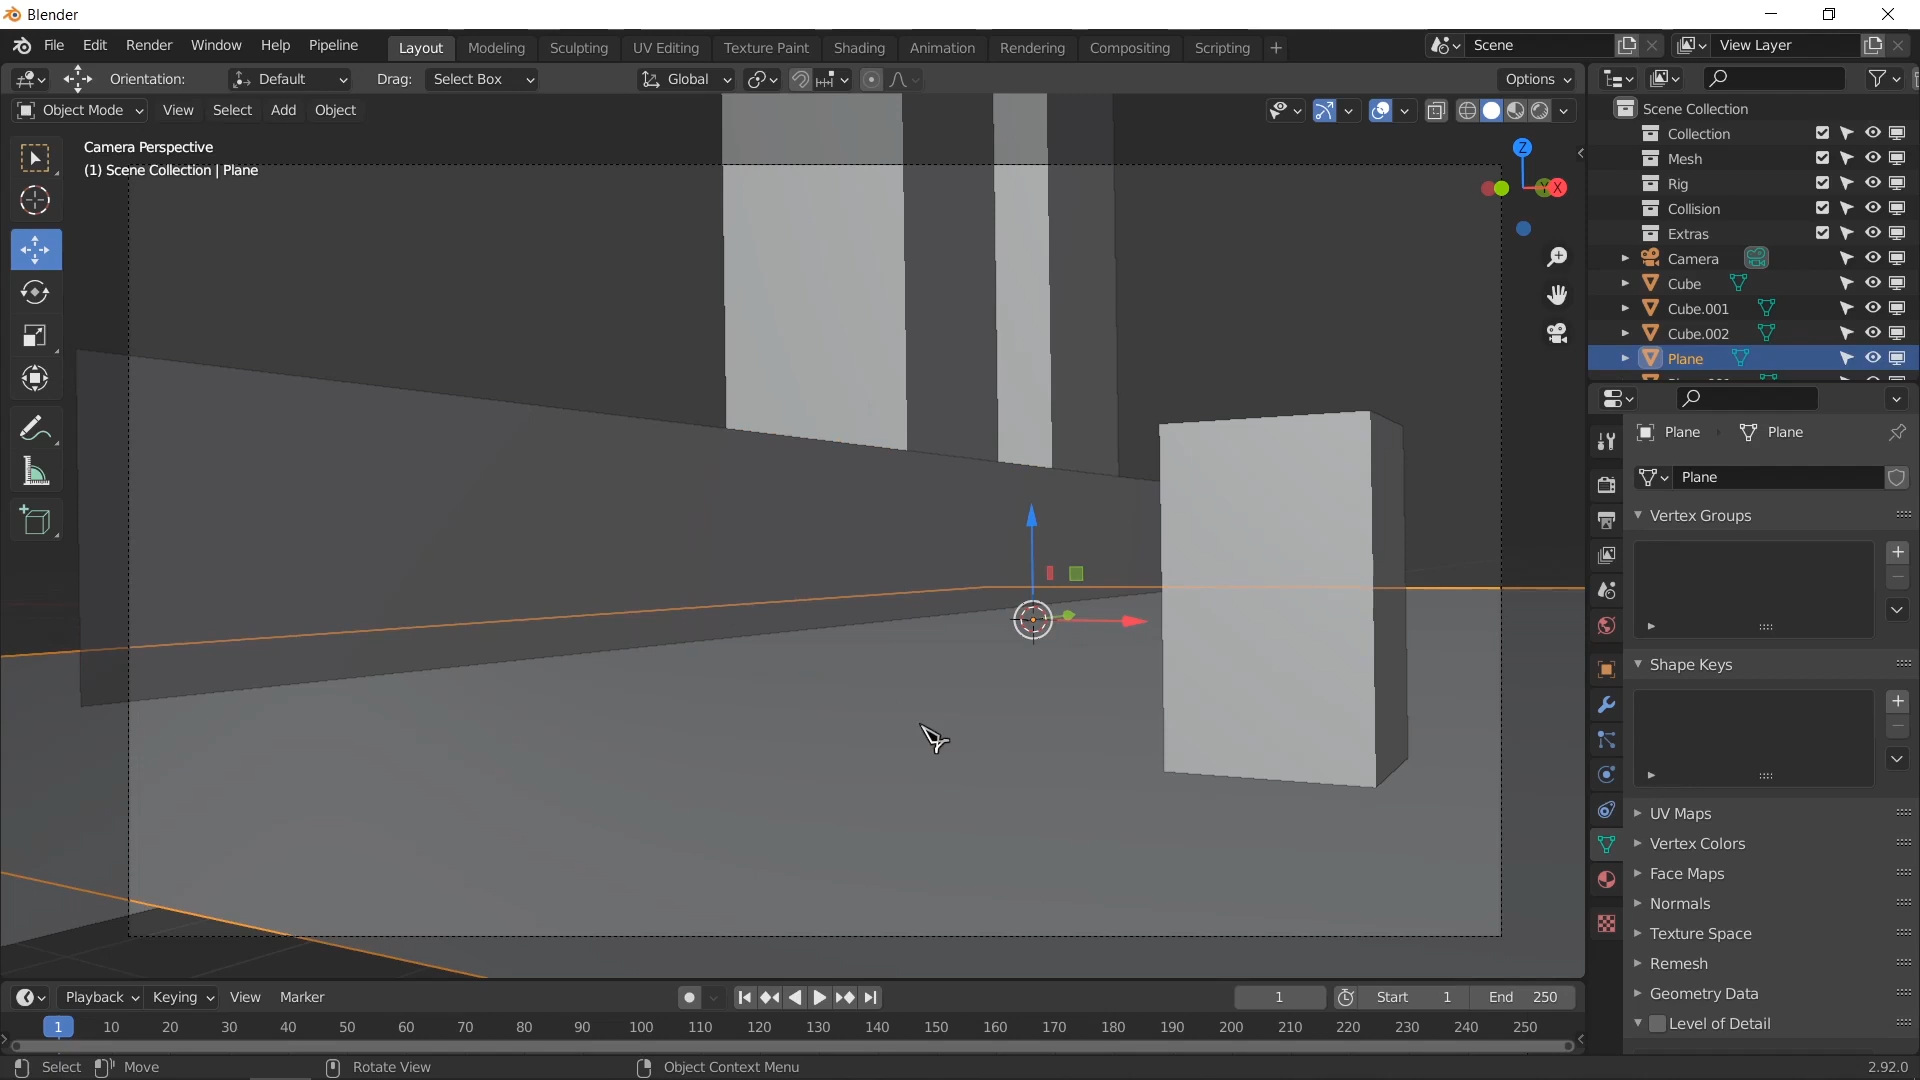 Blender
File Edit Render Window Help Pipeline Layout Modeling Sculpting UV Editing Texture Paint Shading Animation Rendering Compositing Scripting + Scene View Layer
Orientation: Default Drag: Select Box Global Options
Object Mode View Select Add Object
Camera Perspective
(1) Scene Collection | Plane
Z
X
Y
Scene Collection
Collection
Mesh
Rig
Collision
Extras
Camera
Cube
Cube.001
Cube.002
Plane
Plane Plane
Plane
Vertex Groups
Shape Keys
UV Maps
Vertex Colors
Face Maps
Normals
Texture Space
Remesh
Geometry Data
Level of Detail
Playback Keying View Marker 1 Start 1 End 250
1 10 20 30 40 50 60 70 80 90 100 110 120 130 140 150 160 170 180 190 200 210 220 230 240 250
Select Move Rotate View Object Context Menu 2.92.0